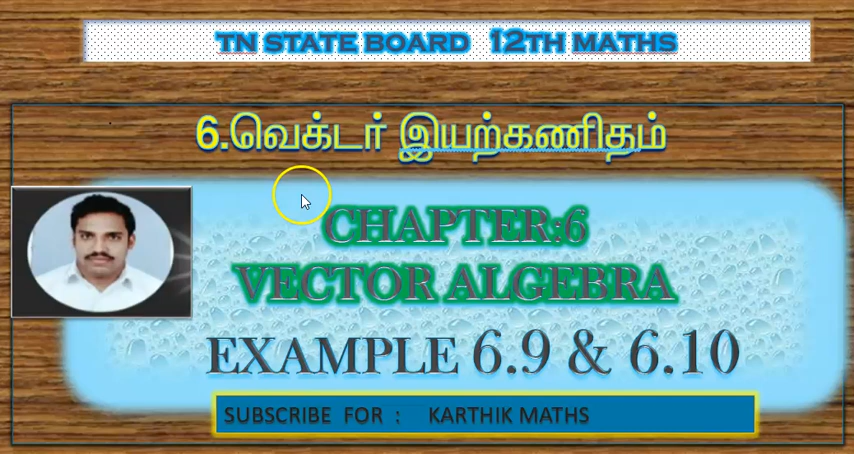 TN STATE BOARD 12TH MATHS
6.வெக்டர் இயற்கணிதம்
CHAPTER:6
VECTOR ALGEBRA
EXAMPLE 6.9 & 6.10
SUBSCRIBE FOR : KARTHIK MATHS